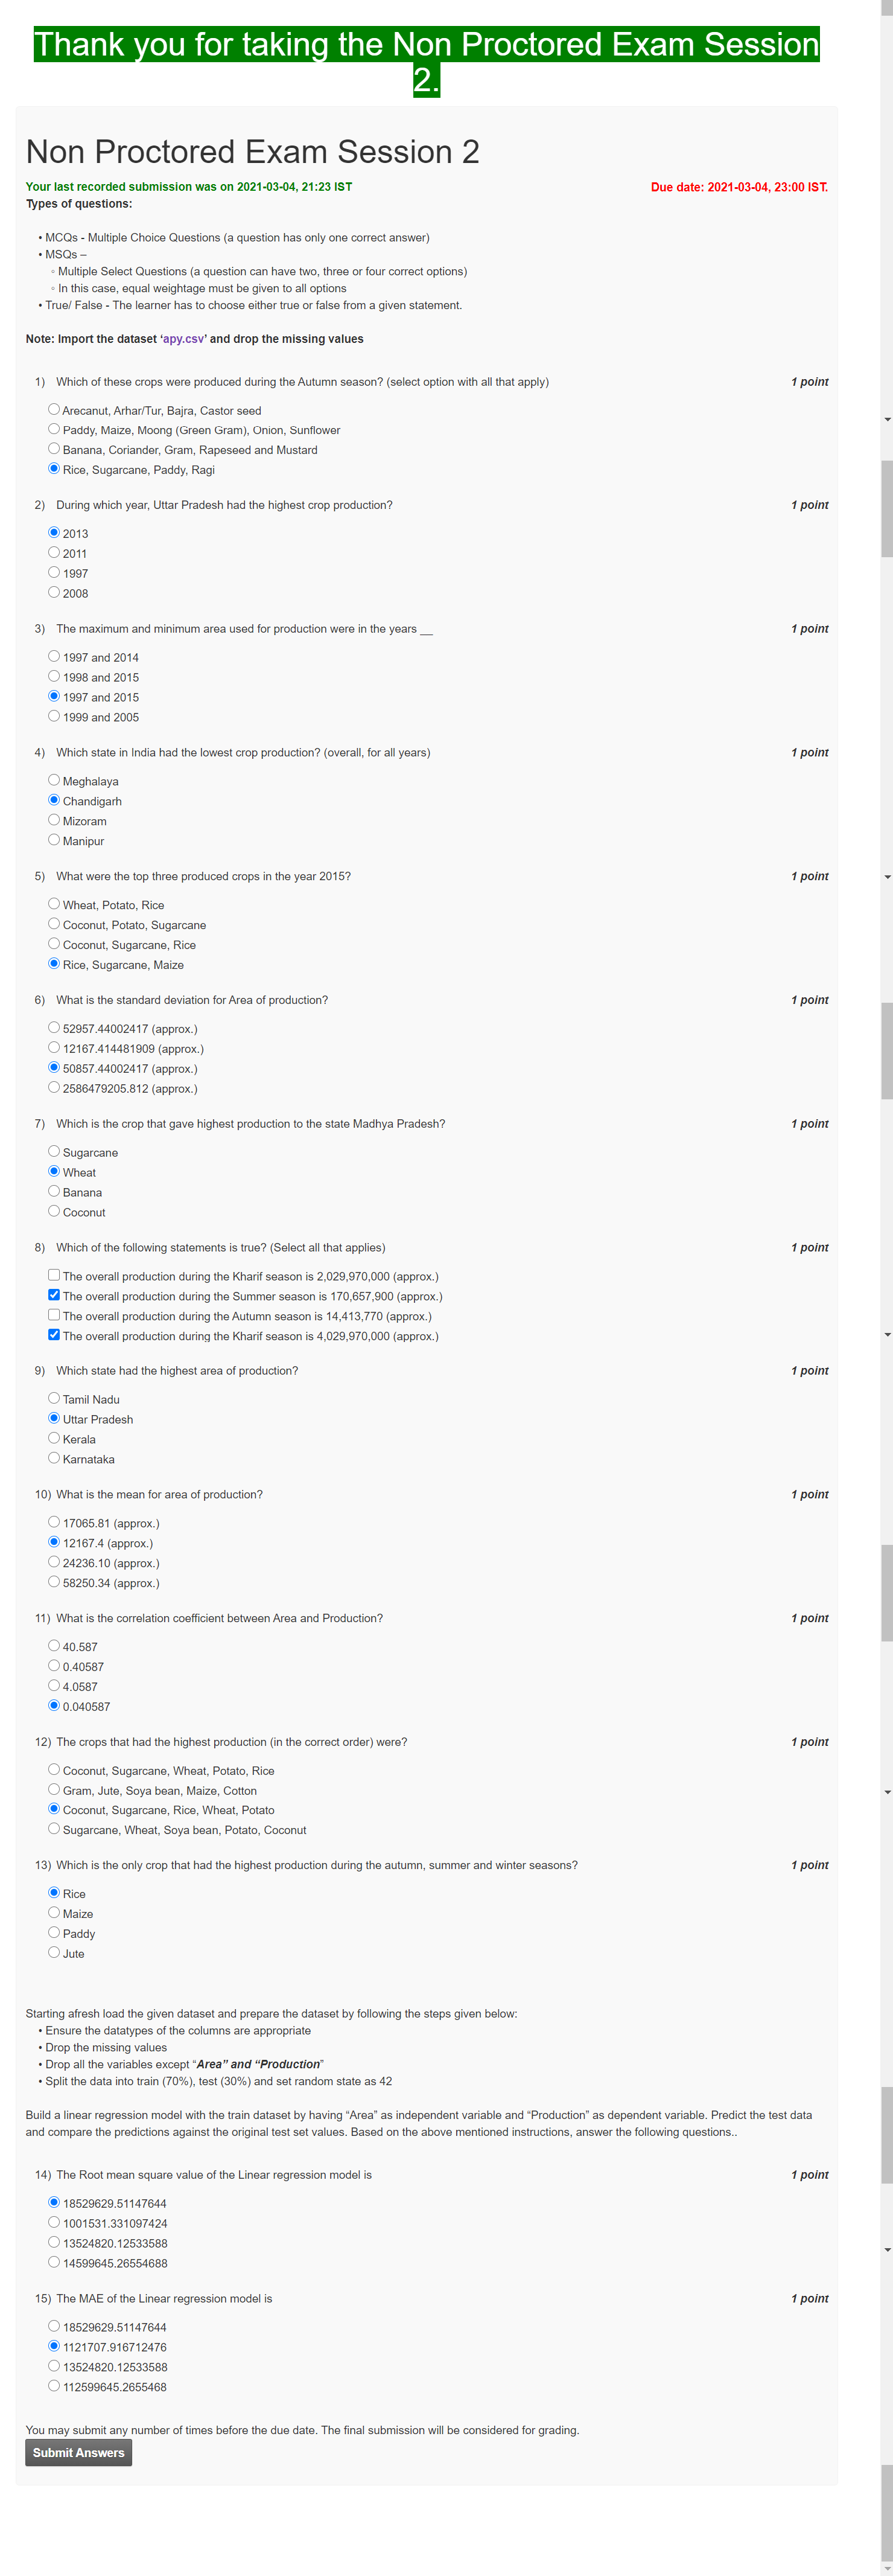 Thank you for taking the Non Proctored Exam Session
2.
Non Proctored Exam Session 2
Your last recorded submission was on 2021-03-04, 21:23 IST
Due date: 2021-03-04, 23:00 IST.
Types of questions:
• MCQs - Multiple Choice Questions (a question has only one correct answer)
• MSQs –
◦ Multiple Select Questions (a question can have two, three or four correct options)
◦ In this case, equal weightage must be given to all options
• True/ False - The learner has to choose either true or false from a given statement.
Note: Import the dataset ‘apy.csv’ and drop the missing values
1) Which of these crops were produced during the Autumn season? (select option with all that apply) 1 point
Arecanut, Arhar/Tur, Bajra, Castor seed
Paddy, Maize, Moong (Green Gram), Onion, Sunflower
Banana, Coriander, Gram, Rapeseed and Mustard
Rice, Sugarcane, Paddy, Ragi
2) During which year, Uttar Pradesh had the highest crop production? 1 point
2013
2011
1997
2008
3) The maximum and minimum area used for production were in the years __ 1 point
1997 and 2014
1998 and 2015
1997 and 2015
1999 and 2005
4) Which state in India had the lowest crop production? (overall, for all years) 1 point
Meghalaya
Chandigarh
Mizoram
Manipur
5) What were the top three produced crops in the year 2015? 1 point
Wheat, Potato, Rice
Coconut, Potato, Sugarcane
Coconut, Sugarcane, Rice
Rice, Sugarcane, Maize
6) What is the standard deviation for Area of production? 1 point
52957.44002417 (approx.)
12167.414481909 (approx.)
50857.44002417 (approx.)
2586479205.812 (approx.)
7) Which is the crop that gave highest production to the state Madhya Pradesh? 1 point
Sugarcane
Wheat
Banana
Coconut
8) Which of the following statements is true? (Select all that applies) 1 point
The overall production during the Kharif season is 2,029,970,000 (approx.)
The overall production during the Summer season is 170,657,900 (approx.)
The overall production during the Autumn season is 14,413,770 (approx.)
The overall production during the Kharif season is 4,029,970,000 (approx.)
9) Which state had the highest area of production? 1 point
Tamil Nadu
Uttar Pradesh
Kerala
Karnataka
10) What is the mean for area of production? 1 point
17065.81 (approx.)
12167.4 (approx.)
24236.10 (approx.)
58250.34 (approx.)
11) What is the correlation coefficient between Area and Production? 1 point
40.587
0.40587
4.0587
0.040587
12) The crops that had the highest production (in the correct order) were? 1 point
Coconut, Sugarcane, Wheat, Potato, Rice
Gram, Jute, Soya bean, Maize, Cotton
Coconut, Sugarcane, Rice, Wheat, Potato
Sugarcane, Wheat, Soya bean, Potato, Coconut
13) Which is the only crop that had the highest production during the autumn, summer and winter seasons? 1 point
Rice
Maize
Paddy
Jute
Starting afresh load the given dataset and prepare the dataset by following the steps given below:
• Ensure the datatypes of the columns are appropriate
• Drop the missing values
• Drop all the variables except “Area” and “Production”
• Split the data into train (70%), test (30%) and set random state as 42
Build a linear regression model with the train dataset by having “Area” as independent variable and “Production” as dependent variable. Predict the test data
and compare the predictions against the original test set values. Based on the above mentioned instructions, answer the following questions..
14) The Root mean square value of the Linear regression model is 1 point
18529629.51147644
1001531.331097424
13524820.12533588
14599645.26554688
15) The MAE of the Linear regression model is 1 point
18529629.51147644
1121707.916712476
13524820.12533588
112599645.2655468
You may submit any number of times before the due date. The final submission will be considered for grading.
Submit Answers